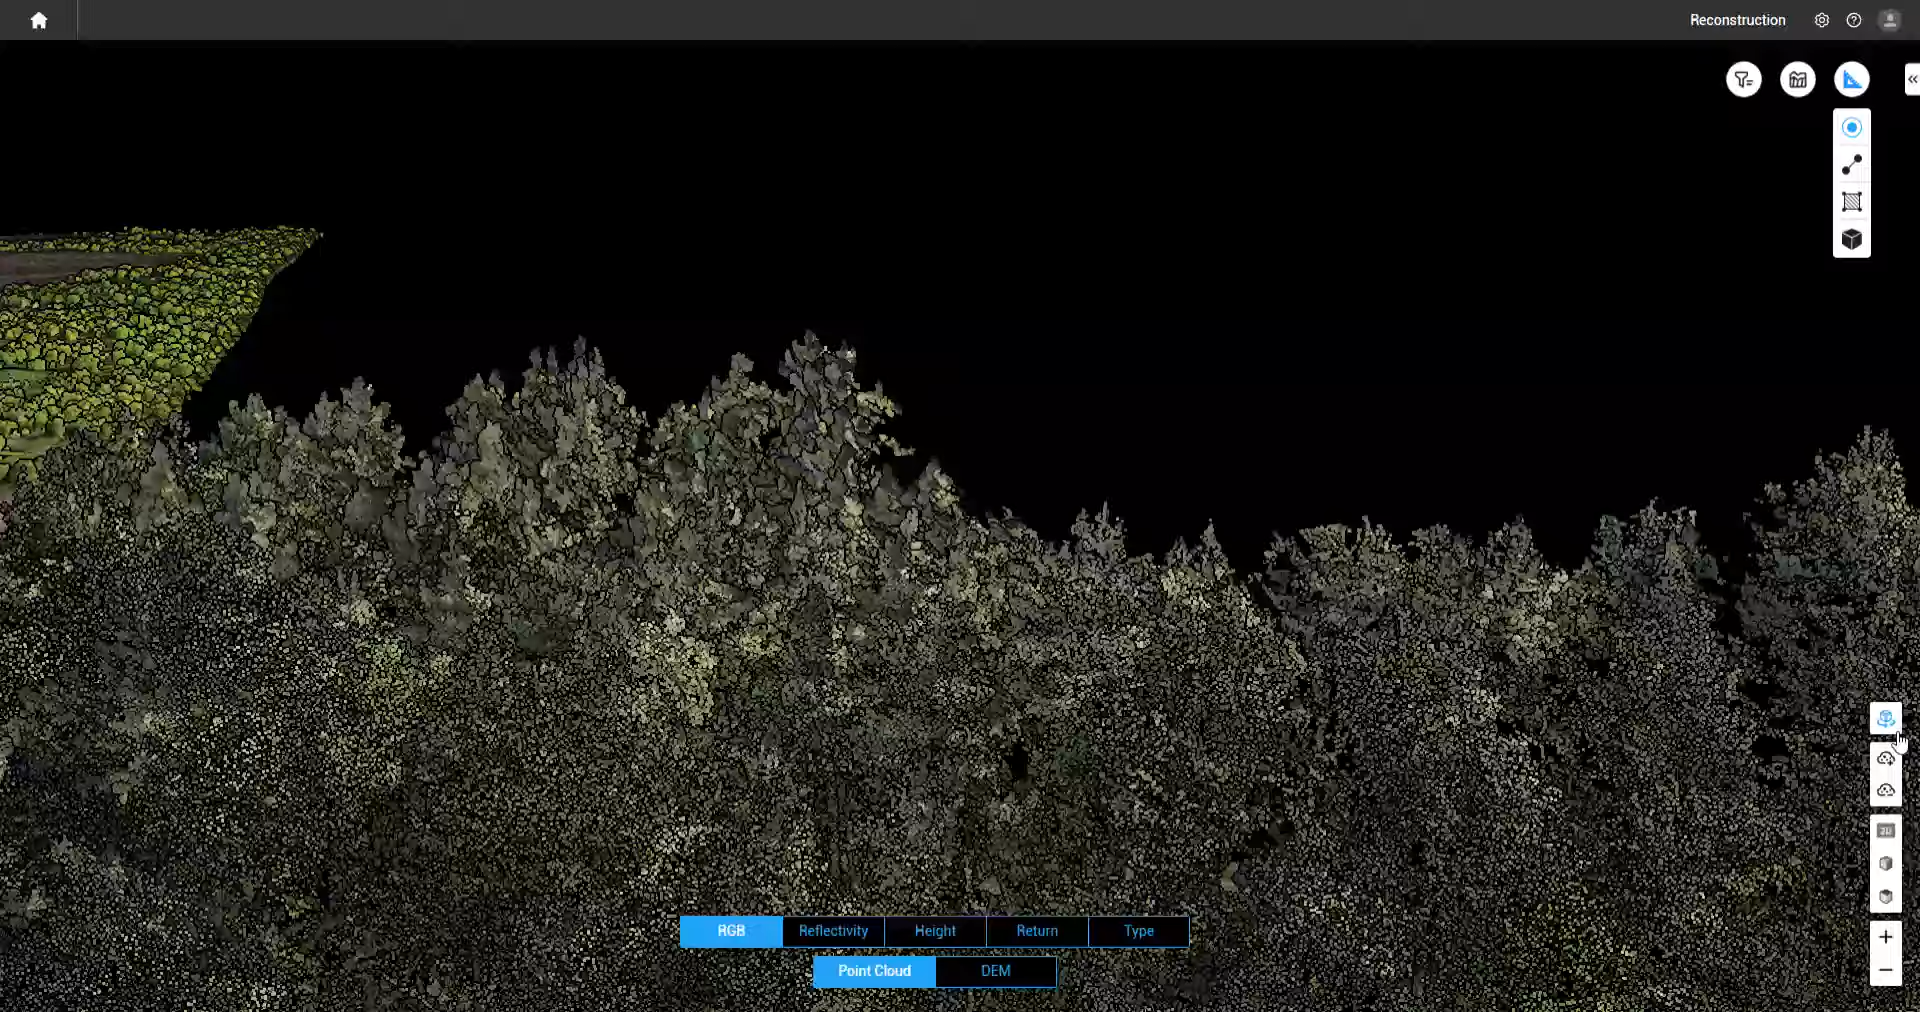 Reconstruction
RGB Reflectivity Height Return Type
Point Cloud DEM